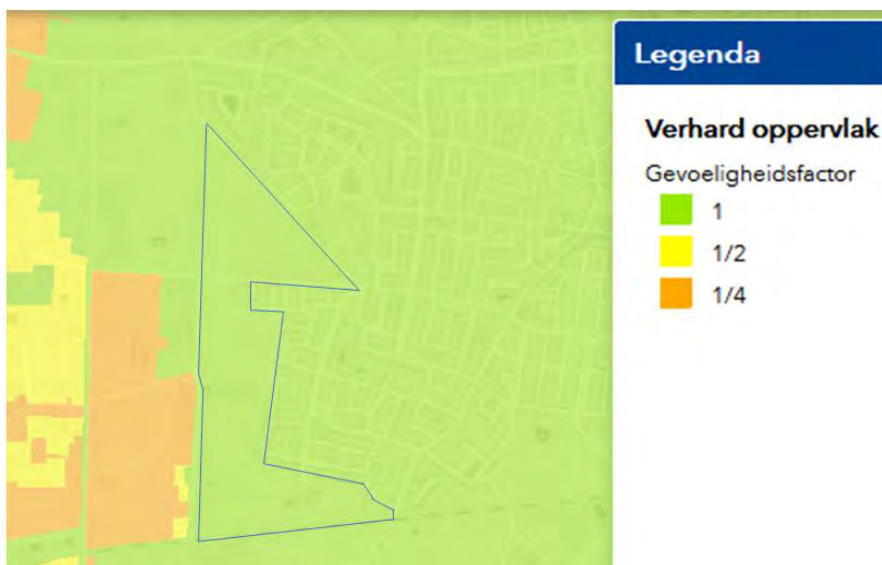 Legenda
Verhard oppervlak
Gevoeligheidsfactor
1
1/2
1/4